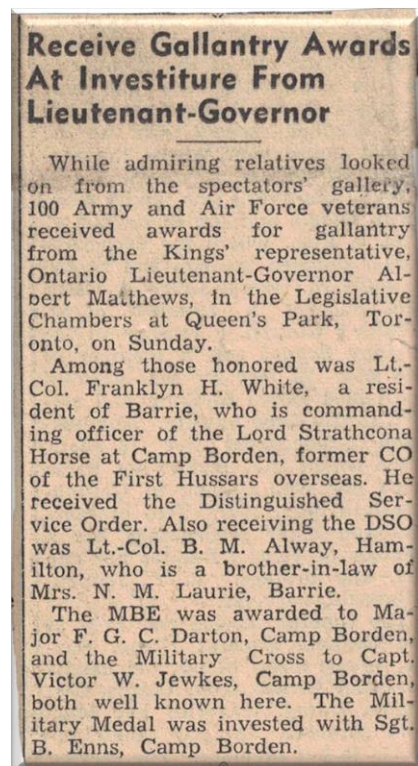 Receive Gallantry Awards
At Investiture From
Lieutenant-Governor
While admiring relatives looked
on from the spectators' gallery,
100 Army and Air Force veterans
received awards for gallantry
from the Kings' representative,
Ontario Lieutenant-Governor Al-
bert Matthews, in the Legislative
Chambers at Queen's Park, Tor-
onto, on Sunday.
Among those honored was Lt.-
Col. Franklyn H. White, a resi-
dent of Barrie, who is command-
ing officer of the Lord Strathcona
Horse at Camp Borden, former CO
of the First Hussars overseas. He
received the Distinguished Ser-
vice Order. Also receiving the DSO
was Lt.-Col. B. M. Alway, Ham-
ilton, who is a brother-in-law of
Mrs. N. M. Laurie, Barrie.
The MBE was awarded to Ma-
jor F. G. C. Darton, Camp Borden,
and the Military Cross to Capt.
Victor W. Jewkes, Camp Borden,
both well known here. The Mil-
itary Medal was invested with Sgt.
B. Enns, Camp Borden.